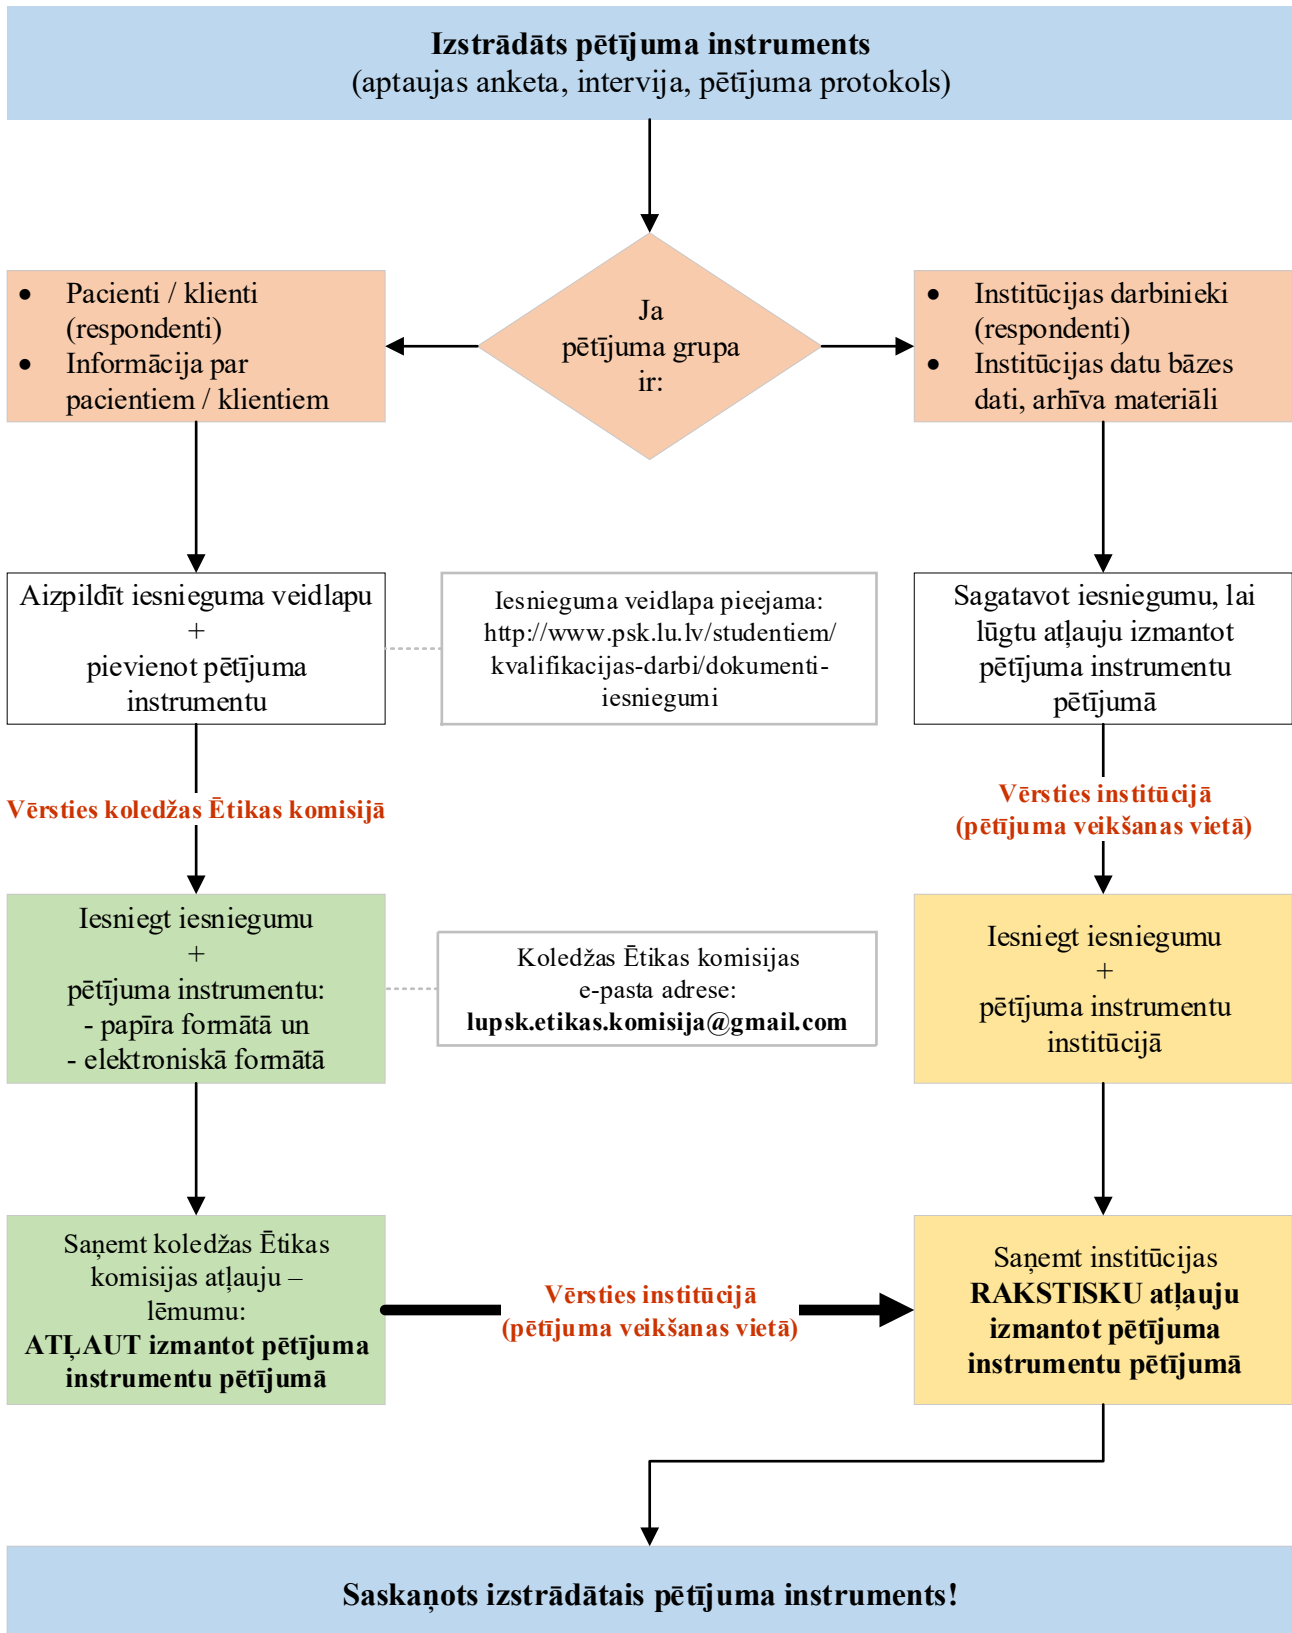 Izstrādāts pētījuma instruments
(aptaujas anketa, intervija, pētījuma protokols)
Ja
pētījuma grupa
ir:
• Pacienti / klienti
(respondenti)
• Informācija par
pacientiem / klientiem
• Institūcijas darbinieki
(respondenti)
• Institūcijas datu bāzes
dati, arhīva materiāli
Aizpildīt iesnieguma veidlapu
+
pievienot pētījuma
instrumentu
Iesnieguma veidlapa pieejama:
http://www.psk.lu.lv/studentiem/
kvalifikacijas-darbi/dokumenti-
iesniegumi
Sagatavot iesniegumu, lai
lūgtu atļauju izmantot
pētījuma instrumentu
pētījumā
Vērsties koledžas Ētikas komisijā
Vērsties institūcijā
(pētījuma veikšanas vietā)
Iesniegt iesniegumu
+
pētījuma instrumentu:
- papīra formātā un
- elektroniskā formātā
Koledžas Ētikas komisijas
e-pasta adrese:
lupsk.etikas.komisija@gmail.com
Iesniegt iesniegumu
+
pētījuma instrumentu
institūcijā
Saņemt koledžas Ētikas
komisijas atļauju –
lēmumu:
ATĻAUT izmantot pētījuma
instrumentu pētījumā
Vērsties institūcijā
(pētījuma veikšanas vietā)
Saņemt institūcijas
RAKSTISKU atļauju
izmantot pētījuma
instrumentu pētījumā
Saskaņots izstrādātais pētījuma instruments!